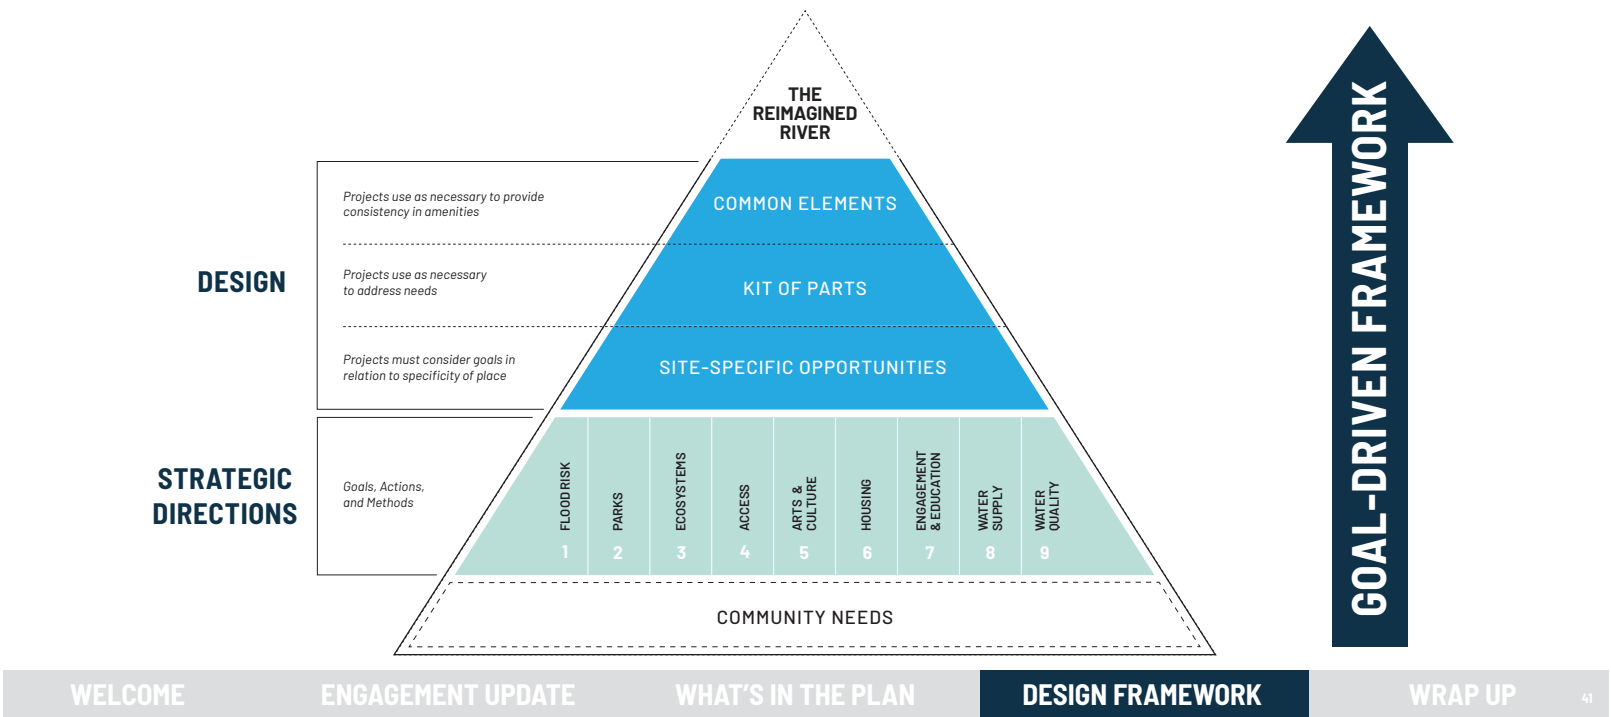 THE
REIMAGINED
RIVER
DESIGN
Projects use as necessary to provide
consistency in amenities
COMMON ELEMENTS
Projects use as necessary
to address needs
KIT OF PARTS
Projects must consider goals in
relation to specificity of place
SITE-SPECIFIC OPPORTUNITIES
STRATEGIC
DIRECTIONS
Goals, Actions,
and Methods
FLOOD RISK
1
PARKS
2
ECOSYSTEMS
3
ACCESS
4
ARTS &
CULTURE
5
HOUSING
6
ENGAGEMENT
& EDUCATION
7
WATER
SUPPLY
8
WATER
QUALITY
9
COMMUNITY NEEDS
GOAL-DRIVEN FRAMEWORK
WELCOME
ENGAGEMENT UPDATE
WHAT'S IN THE PLAN
DESIGN FRAMEWORK
WRAP UP
41